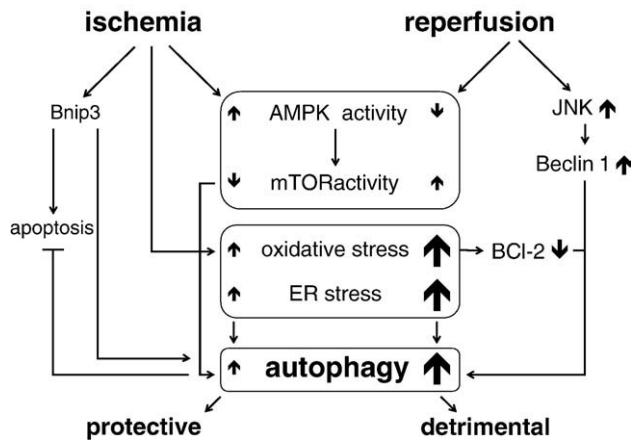 ischemia reperfusion
Bnip3 AMPK activity JNK
mTORactivity Beclin 1
apoptosis oxidative stress BCl-2
ER stress
autophagy
protective detrimental